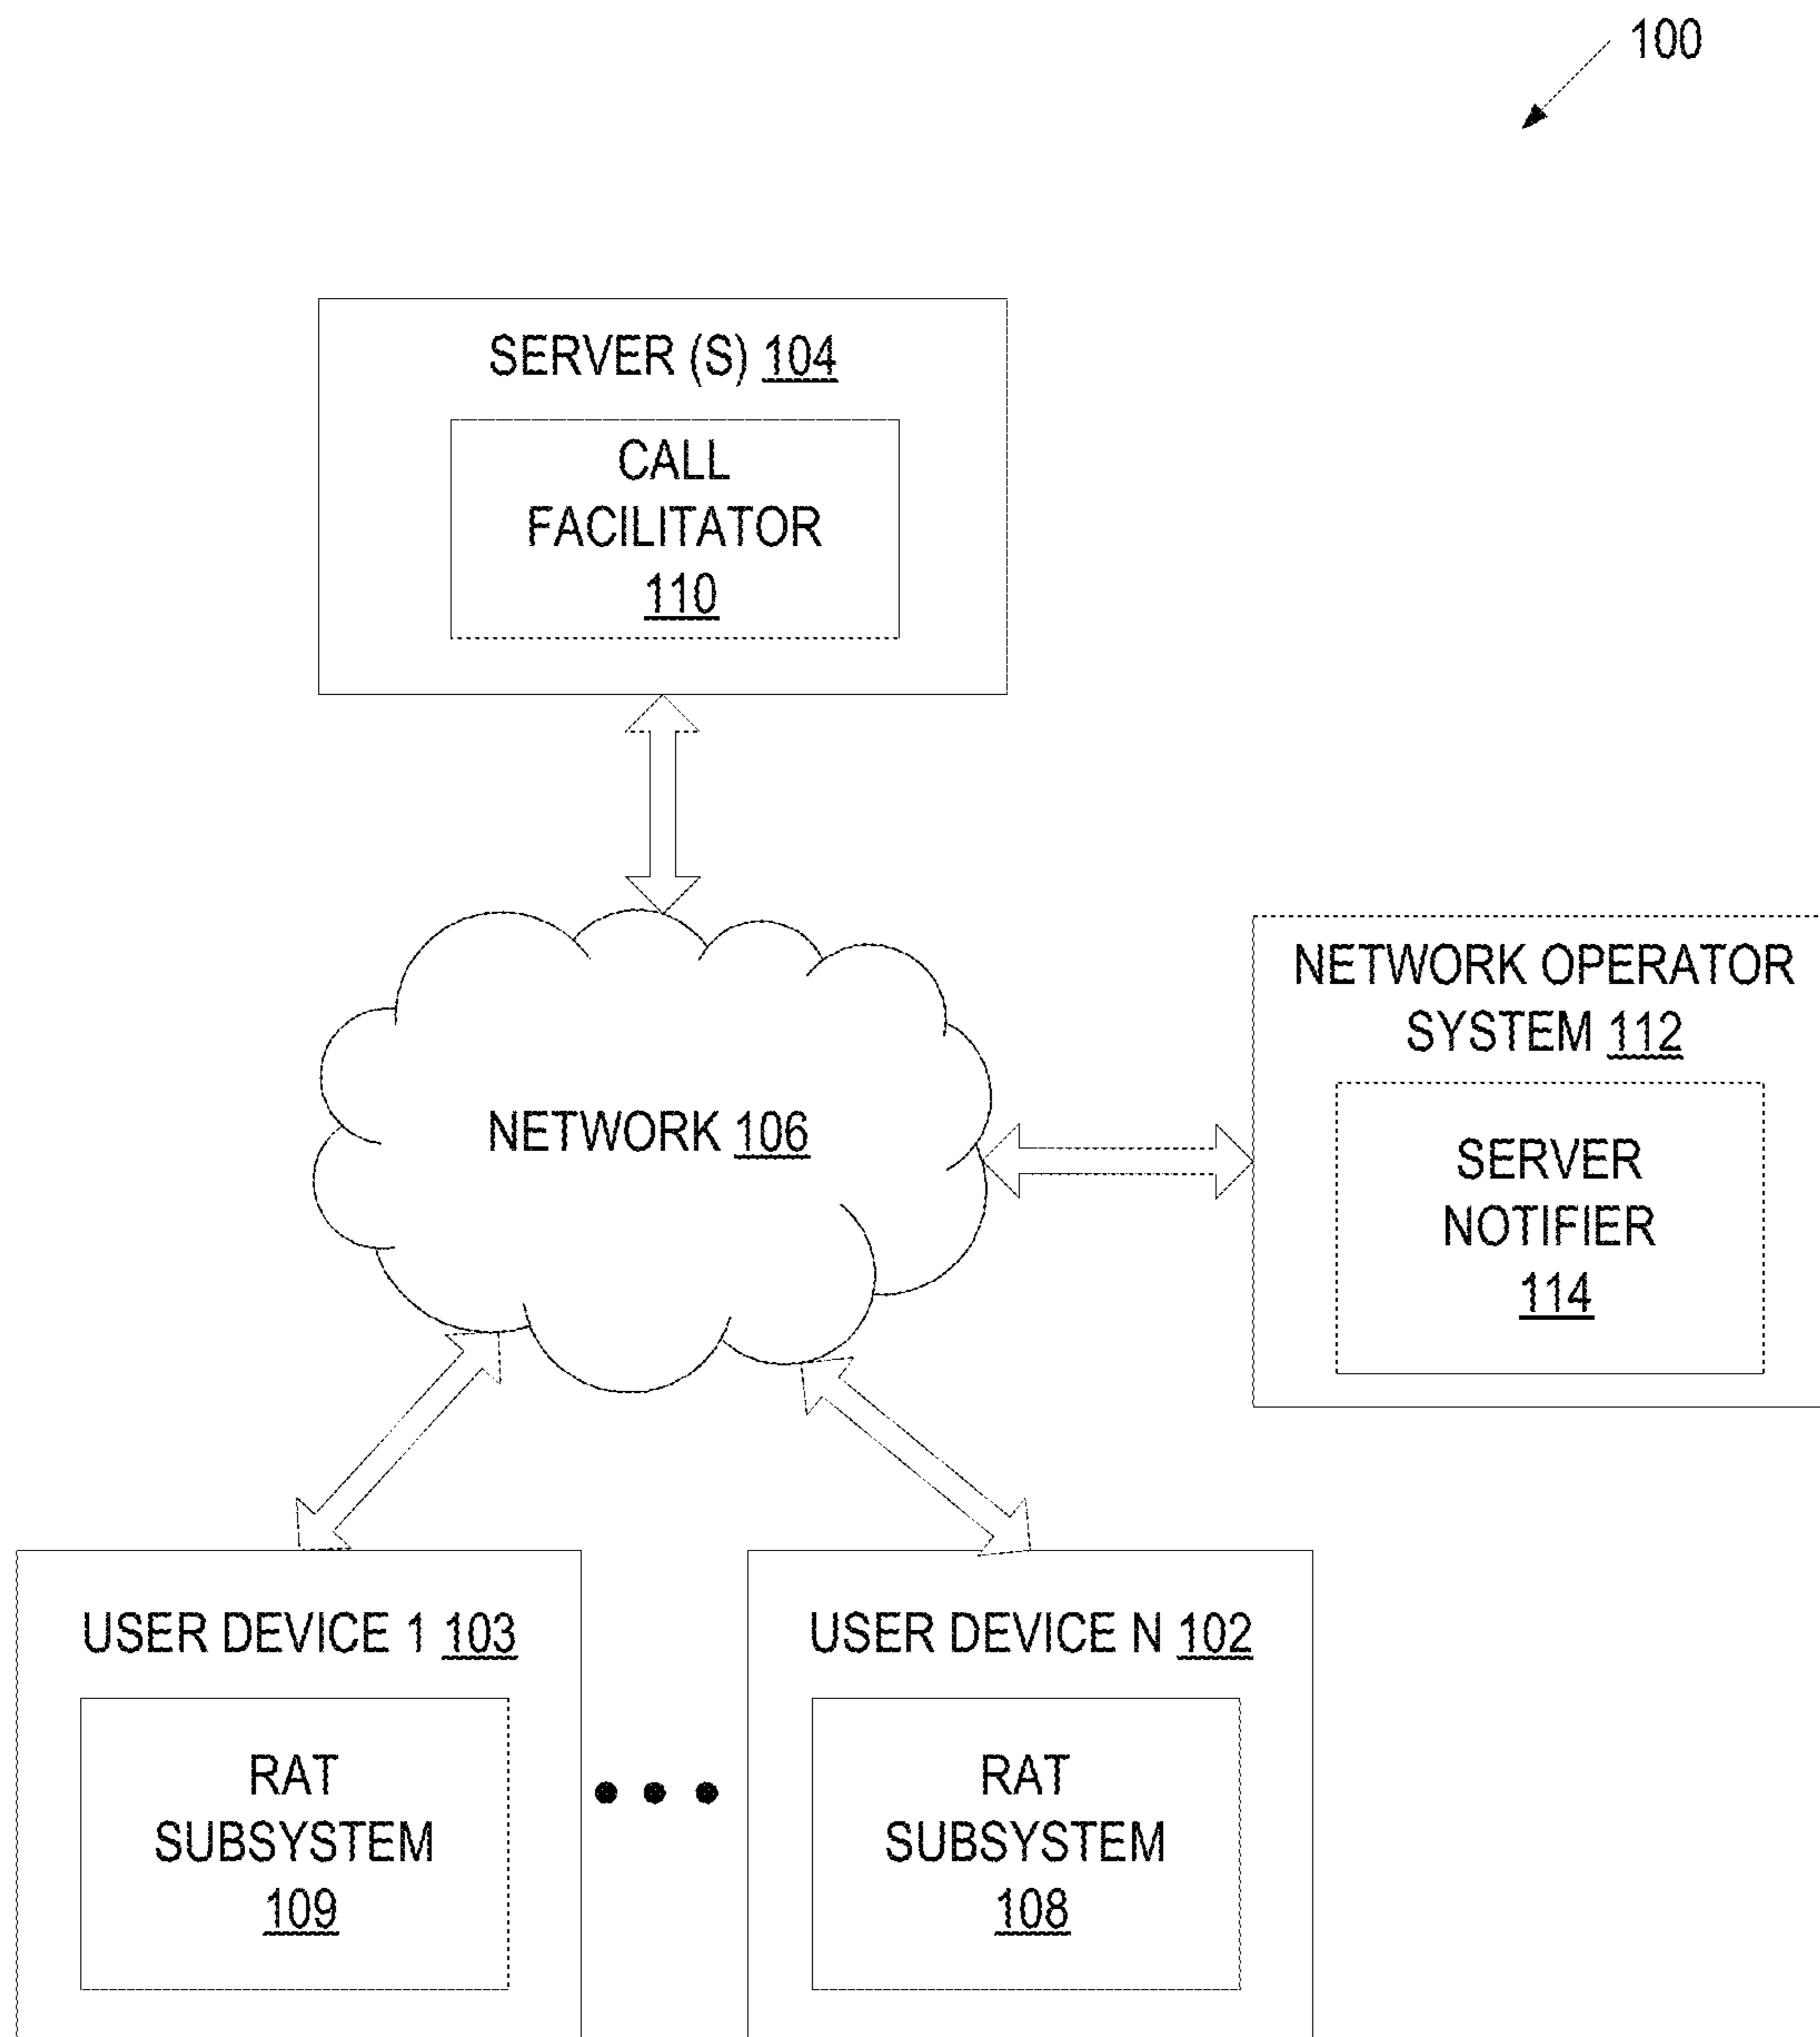 100
SERVER (S) 104
CALL
FACILITATOR
110
NETWORK OPERATOR
SYSTEM 112
SERVER
NOTIFIER
114
NETWORK 106
USER DEVICE 1 103
RAT
SUBSYSTEM
109
USER DEVICE N 102
RAT
SUBSYSTEM
108